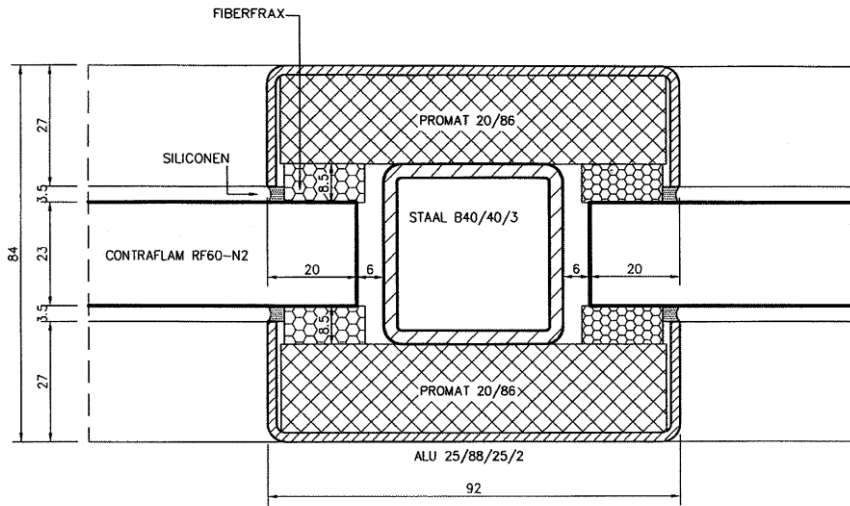 FIBERFRAX
PROMAT 20/86
27
SILICONEN
8.5
3.5
STAAL B40/40/3
84
23
CONTRAFLAM RF60-N2
20
6
6
20
3.5
8.5
27
PROMAT 20/86
ALU 25/88/25/2
92